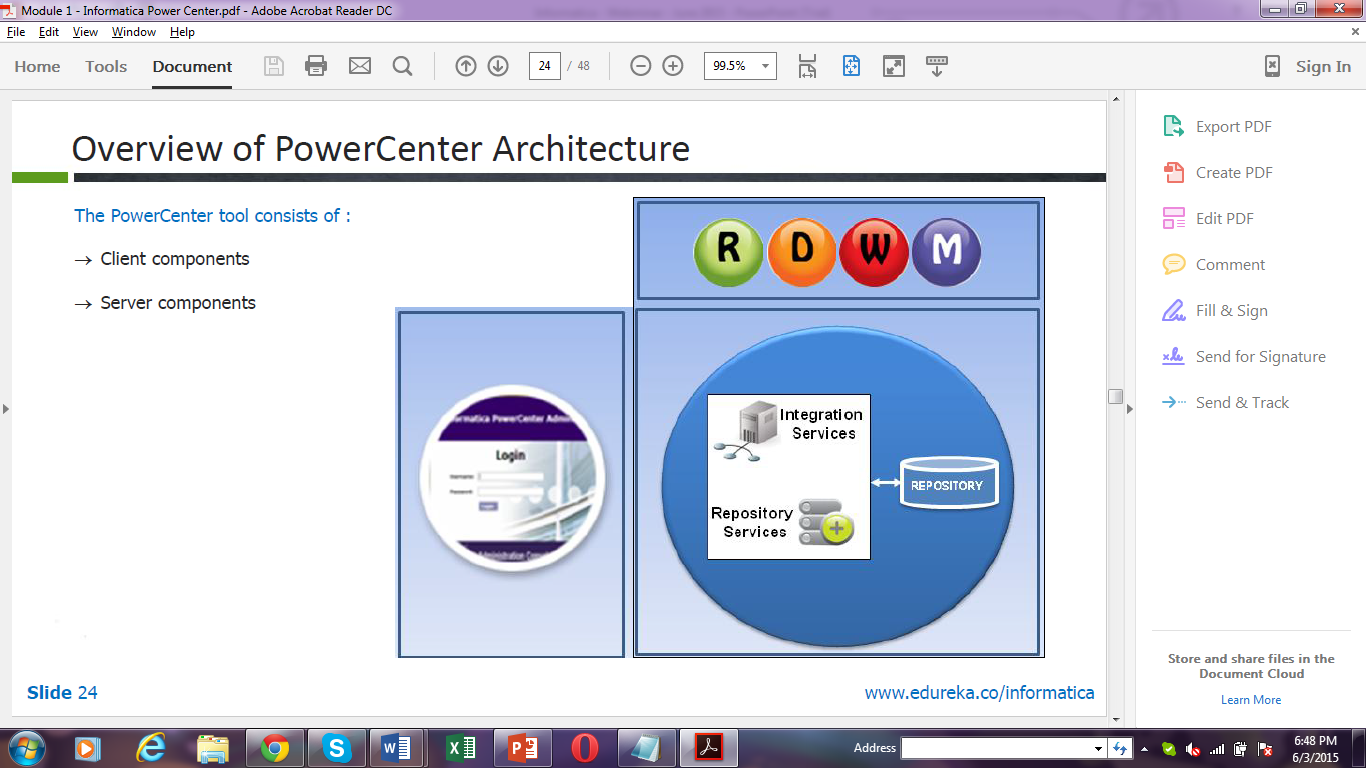 Module 1 - Informatica Power Center.pdf - Adobe Acrobat Reader DC
File Edit View Window Help
Home Tools Document 24 / 48 99.5% Sign In
Overview of PowerCenter Architecture
The PowerCenter tool consists of :
→ Client components
→ Server components
R D W M
Login
Integration
Services
Repository
Services
REPOSITORY
Slide 24
www.edureka.co/informatica
Export PDF
Create PDF
Edit PDF
Comment
Fill & Sign
Send for Signature
Send & Track
Store and share files in the
Document Cloud
Learn More
Address
6:48 PM
6/3/2015